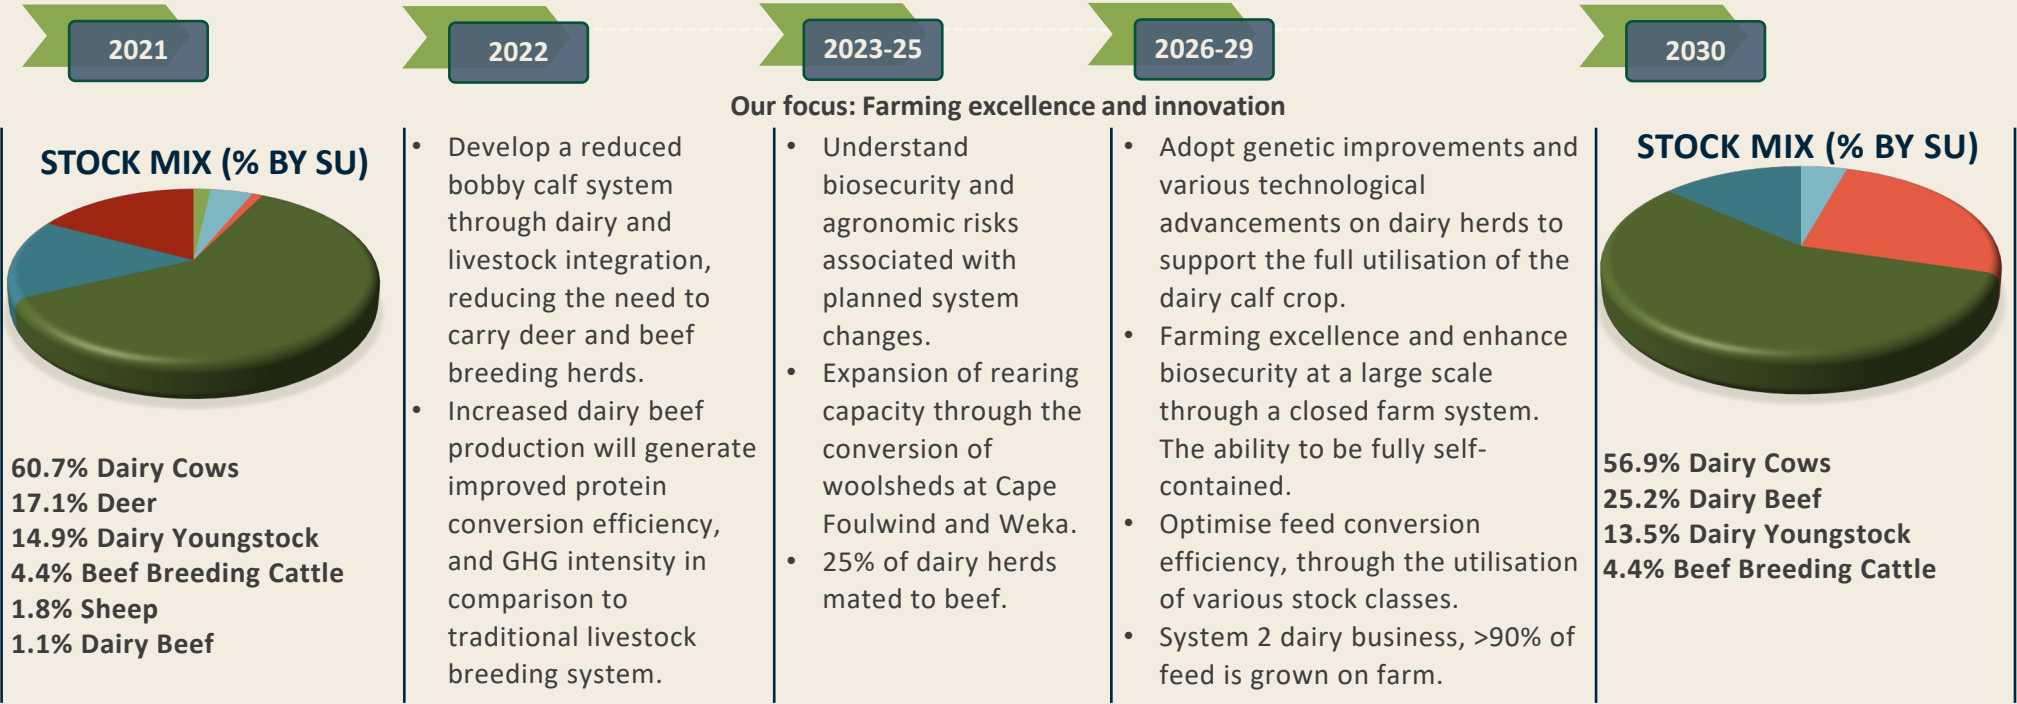 2021
2022
2023-25
2026-29
2030
Our focus: Farming excellence and innovation
STOCK MIX (% BY SU)
60.7% Dairy Cows
17.1% Deer
14.9% Dairy Youngstock
4.4% Beef Breeding Cattle
1.8% Sheep
1.1% Dairy Beef
• Develop a reduced
bobby calf system
through dairy and
livestock integration,
reducing the need to
carry deer and beef
breeding herds.
• Increased dairy beef
production will generate
improved protein
conversion efficiency,
and GHG intensity in
comparison to
traditional livestock
breeding system.
• Understand
biosecurity and
agronomic risks
associated with
planned system
changes.
• Expansion of rearing
capacity through the
conversion of
woolsheds at Cape
Foulwind and Weka.
• 25% of dairy herds
mated to beef.
• Adopt genetic improvements and
various technological
advancements on dairy herds to
support the full utilisation of the
dairy calf crop.
• Farming excellence and enhance
biosecurity at a large scale
through a closed farm system.
The ability to be fully self-
contained.
• Optimise feed conversion
efficiency, through the utilisation
of various stock classes.
• System 2 dairy business, >90% of
feed is grown on farm.
STOCK MIX (% BY SU)
56.9% Dairy Cows
25.2% Dairy Beef
13.5% Dairy Youngstock
4.4% Beef Breeding Cattle